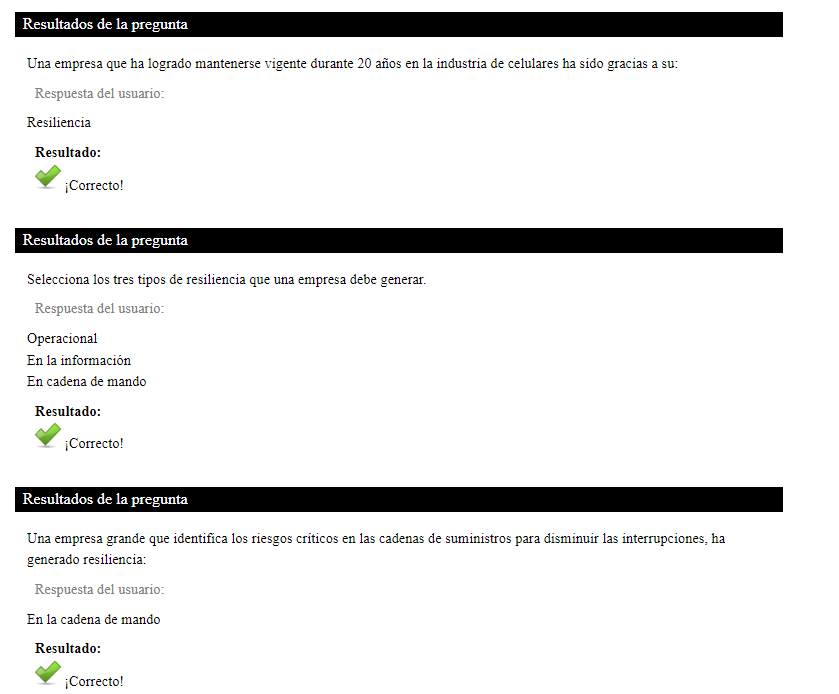 Resultados de la pregunta
Una empresa que ha logrado mantenerse vigente durante 20 años en la industria de celulares ha sido gracias a su:
Respuesta del usuario:
Resiliencia
Resultado:
¡Correcto!
Resultados de la pregunta
Selecciona los tres tipos de resiliencia que una empresa debe generar.
Respuesta del usuario:
Operacional
En la información
En cadena de mando
Resultado:
¡Correcto!
Resultados de la pregunta
Una empresa grande que identifica los riesgos críticos en las cadenas de suministros para disminuir las interrupciones, ha
generado resiliencia:
Respuesta del usuario:
En la cadena de mando
Resultado:
¡Correcto!